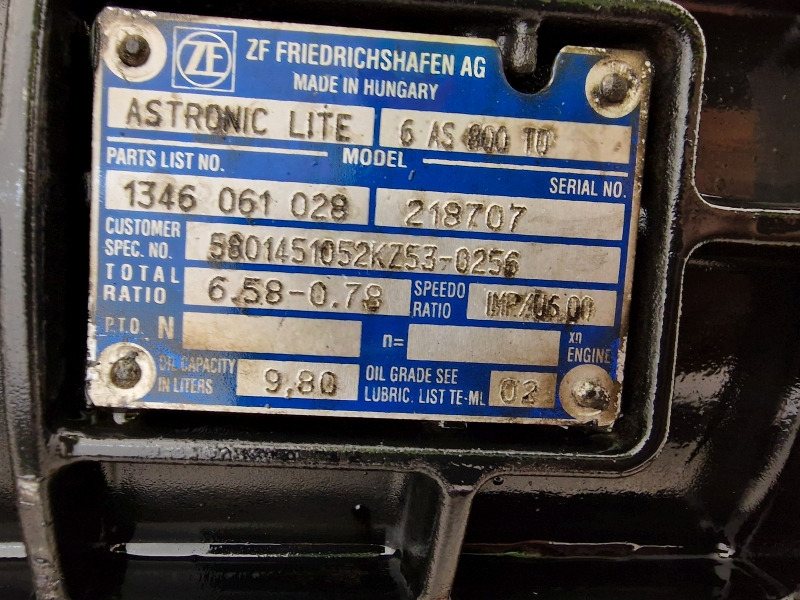 ZF ZF FRIEDRICHSHAFEN AG
MADE IN HUNGARY
ASTRONIC LITE 6 AS 800 TO
PARTS LIST NO. MODEL SERIAL NO.
1346 061 028 218707
CUSTOMER SPEC. NO. 5801451052KZ53-0256
TOTAL RATIO 6.58-0.78 SPEEDO RATIO IMP/U6.00
P.T.O. N n= xn ENGINE
OIL CAPACITY IN LITERS 9,80 OIL GRADE SEE LUBRIC. LIST TE-ML 02